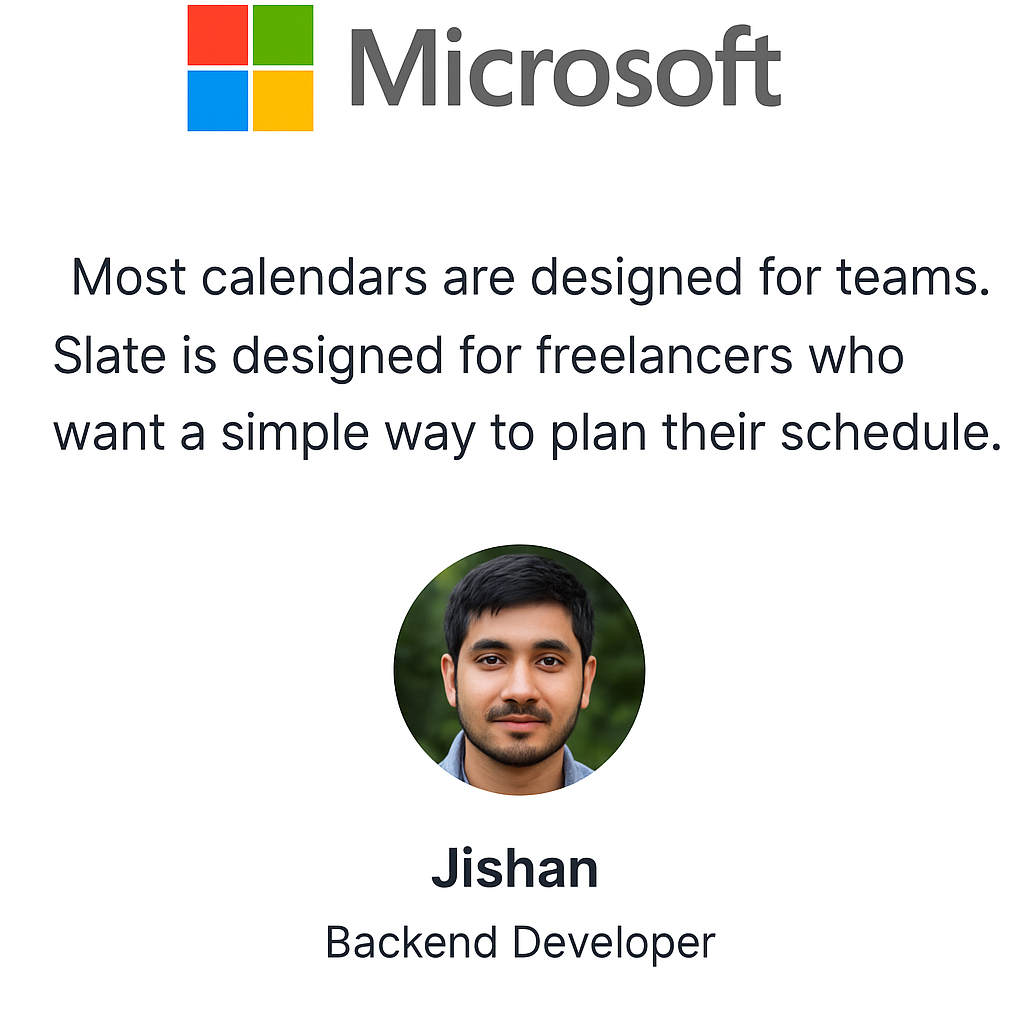 Microsoft
Most calendars are designed for teams.
Slate is designed for freelancers who
want a simple way to plan their schedule.
Jishan
Backend Developer